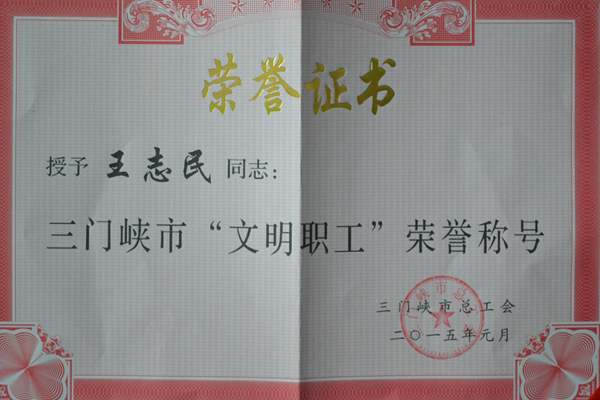 荣誉证书
授予 王志民 同志：
三门峡市“文明职工”荣誉称号
三门峡市总工会
二〇一五年元月